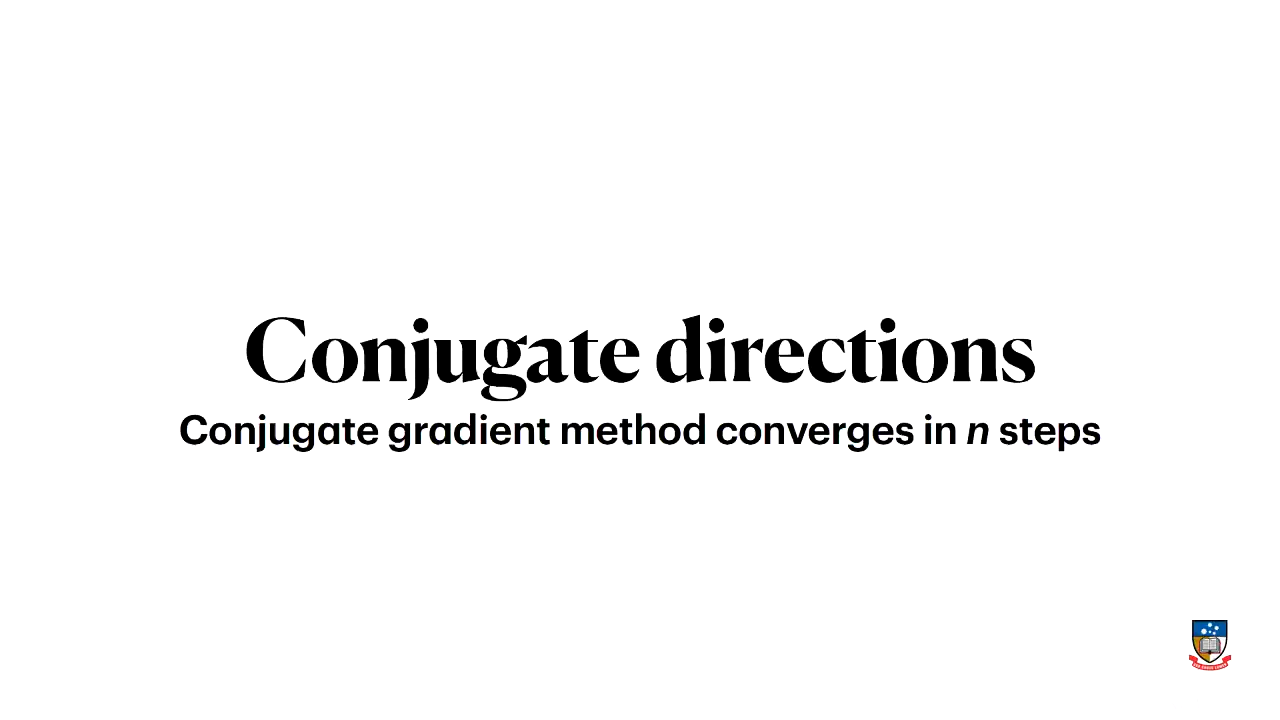 Conjugate directions
Conjugate gradient method converges in n steps